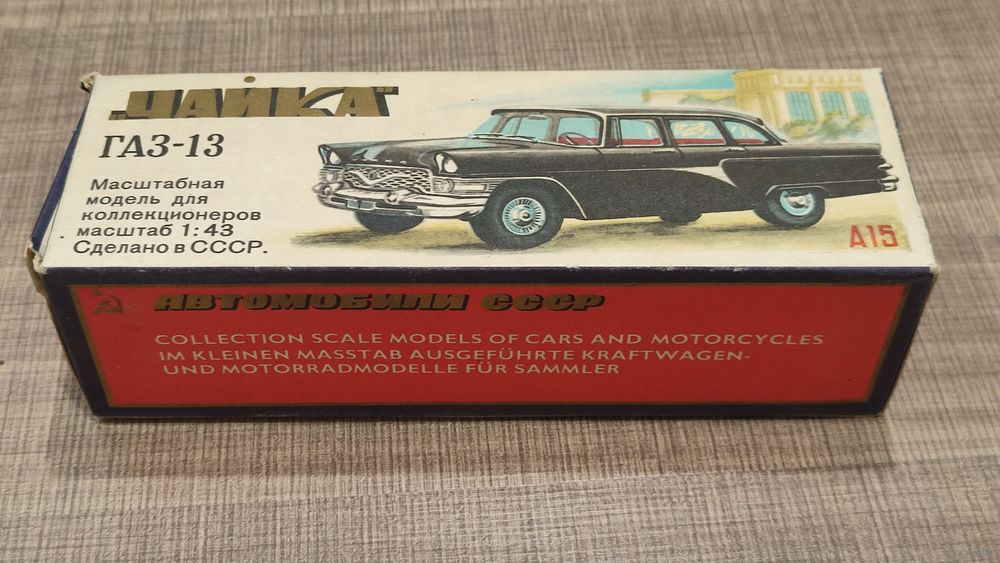 „ЧАЙКА"
ГАЗ-13
Масштабная
модель для
коллекционеров
масштаб 1:43
Сделано в СССР.
А15
АВТОМОБИЛИ СССР
COLLECTION SCALE MODELS OF CARS AND MOTORCYCLES
IM KLEINEN MASSTAB AUSGEFÜHRTE KRAFTWAGEN-
UND MOTORRADMODELLE FÜR SAMMLER